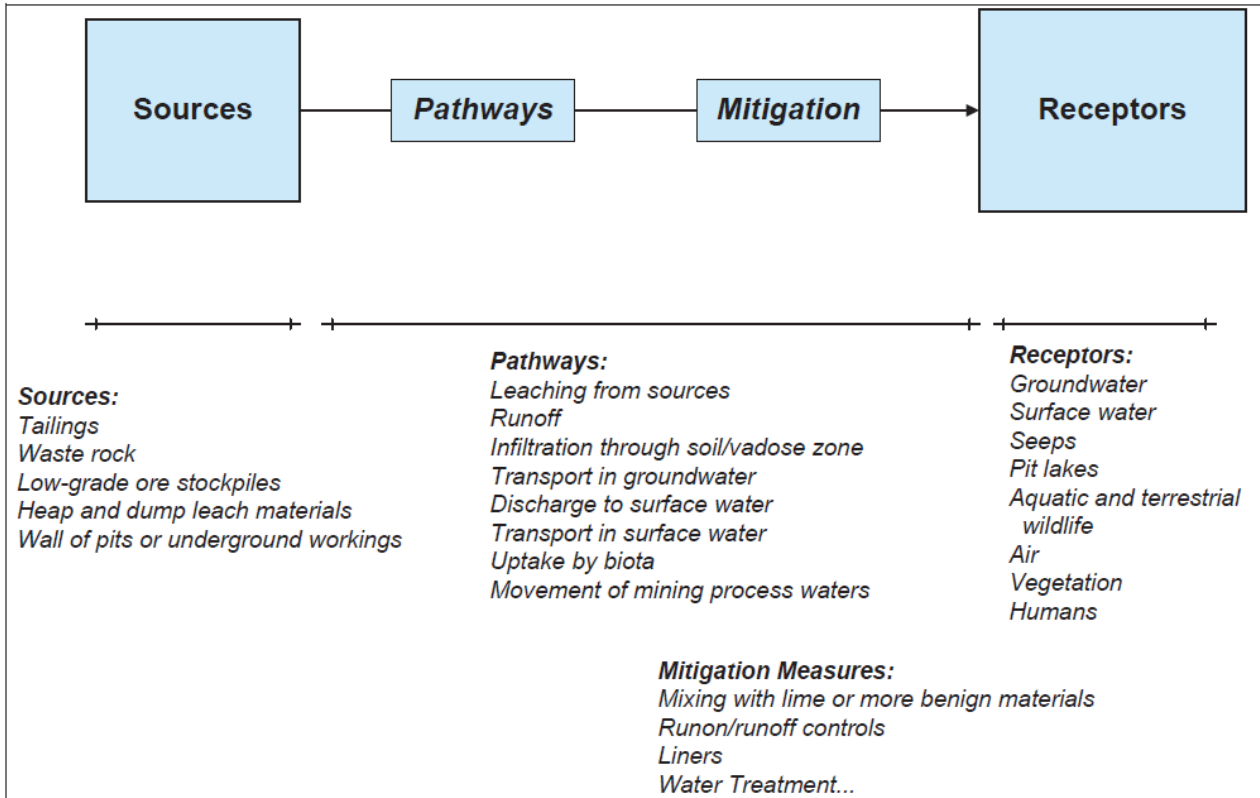 Sources
Pathways
Mitigation
Receptors
Sources:
Tailings
Waste rock
Low-grade ore stockpiles
Heap and dump leach materials
Wall of pits or underground workings
Pathways:
Leaching from sources
Runoff
Infiltration through soil/vadose zone
Transport in groundwater
Discharge to surface water
Transport in surface water
Uptake by biota
Movement of mining process waters
Receptors:
Groundwater
Surface water
Seeps
Pit lakes
Aquatic and terrestrial
wildlife
Air
Vegetation
Humans
Mitigation Measures:
Mixing with lime or more benign materials
Runon/runoff controls
Liners
Water Treatment...